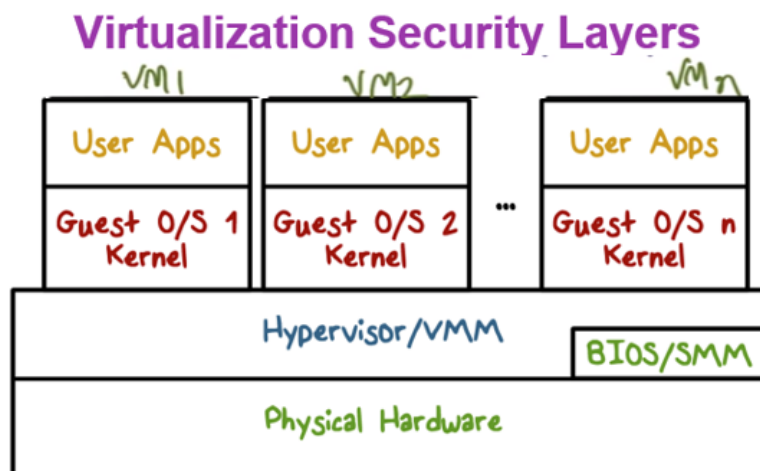 Virtualization Security Layers
VM1 VM2 VMn
User Apps User Apps User Apps
Guest O/S 1 Guest O/S 2 ... Guest O/S n
Kernel Kernel Kernel
Hypervisor/VMM
BIOS/SMM
Physical Hardware